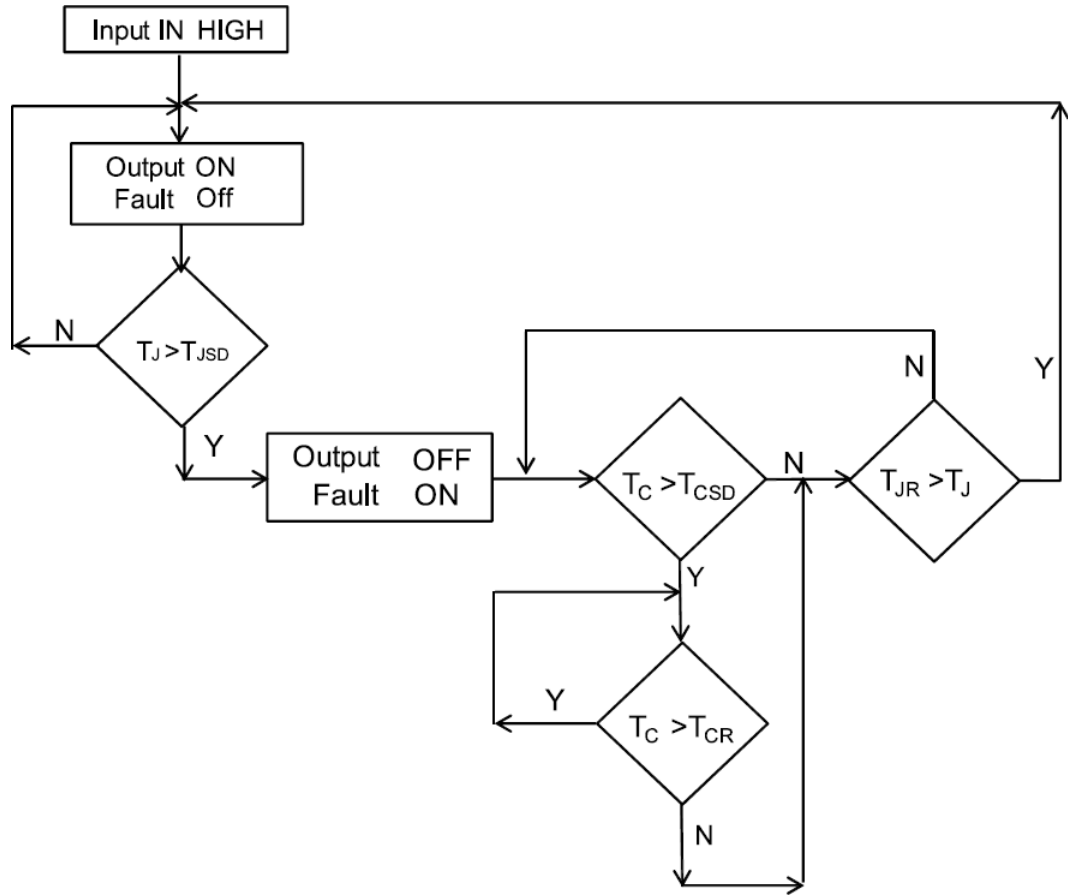 Input IN HIGH
Output ON
Fault Off
N
TJ >TJSD
Y
Output OFF
Fault ON
TC >TCSD
N
TJR >TJ
N
Y
Y
TC >TCR
Y
N